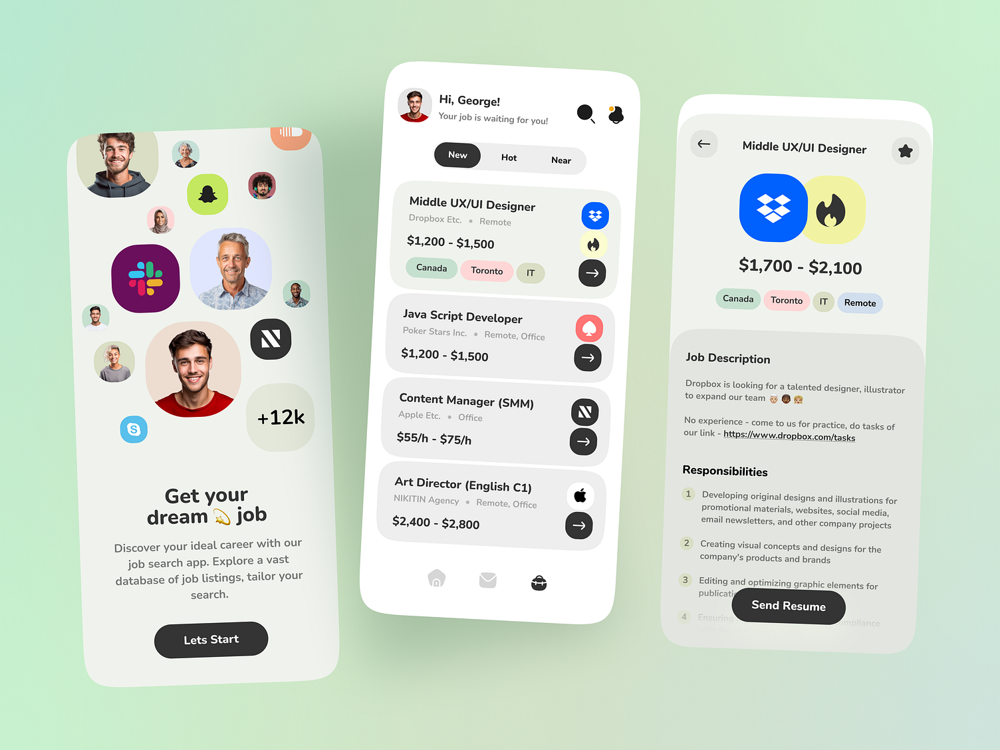 +12k
Get your
dream 💫 job
Discover your ideal career with our
job search app. Explore a vast
database of job listings, tailor your
search.
Lets Start
Hi, George!
Your job is waiting for you!
New
Hot
Near
Middle UX/UI Designer
Dropbox Etc. • Remote
$1,200 - $1,500
Canada
Toronto
IT
Java Script Developer
Poker Stars Inc. • Remote, Office
$1,200 - $1,500
Content Manager (SMM)
Apple Etc. • Office
$55/h - $75/h
Art Director (English C1)
NIKITIN Agency • Remote, Office
$2,400 - $2,800
Middle UX/UI Designer
$1,700 - $2,100
Canada
Toronto
IT
Remote
Job Description
Dropbox is looking for a talented designer, illustrator
to expand our team 👴🏼 🧔🏿 👧🏼
No experience - come to us for practice, do tasks of
our link - https://www.dropbox.com/tasks
Responsibilities
1 Developing original designs and illustrations for
promotional materials, websites, social media,
email newsletters, and other company projects
2 Creating visual concepts and designs for the
company's products and brands
3 Editing and optimizing graphic elements for
4 Ensuring
Send Resume